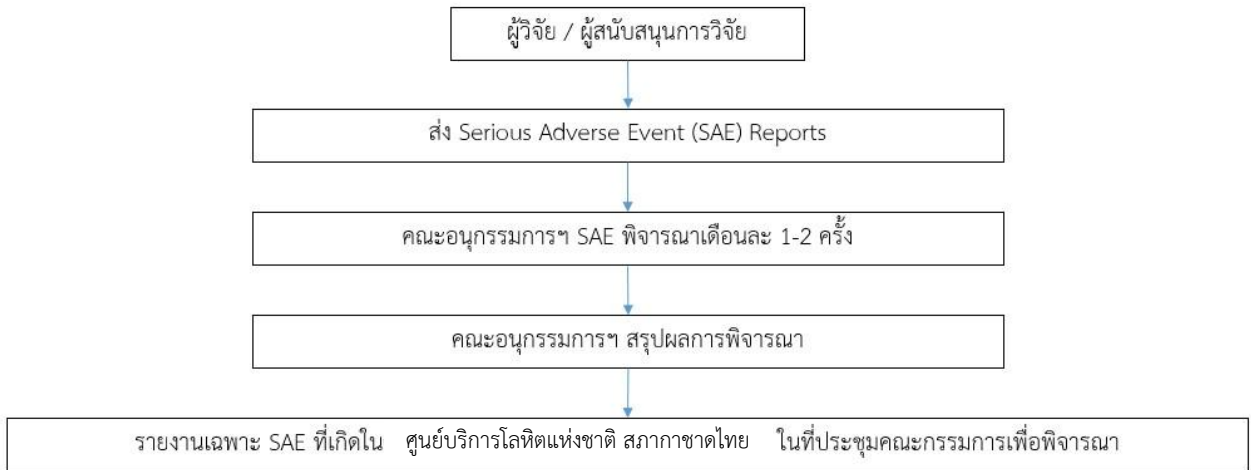 ผู้วิจัย / ผู้สนับสนุนการวิจัย
ส่ง Serious Adverse Event (SAE) Reports
คณะอนุกรรมการฯ SAE พิจารณาเดือนละ 1-2 ครั้ง
คณะอนุกรรมการฯ สรุปผลการพิจารณา
รายงานเฉพาะ SAE ที่เกิดใน ศูนย์บริการโลหิตแห่งชาติ สภากาชาดไทย ในที่ประชุมคณะกรรมการเพื่อพิจารณา